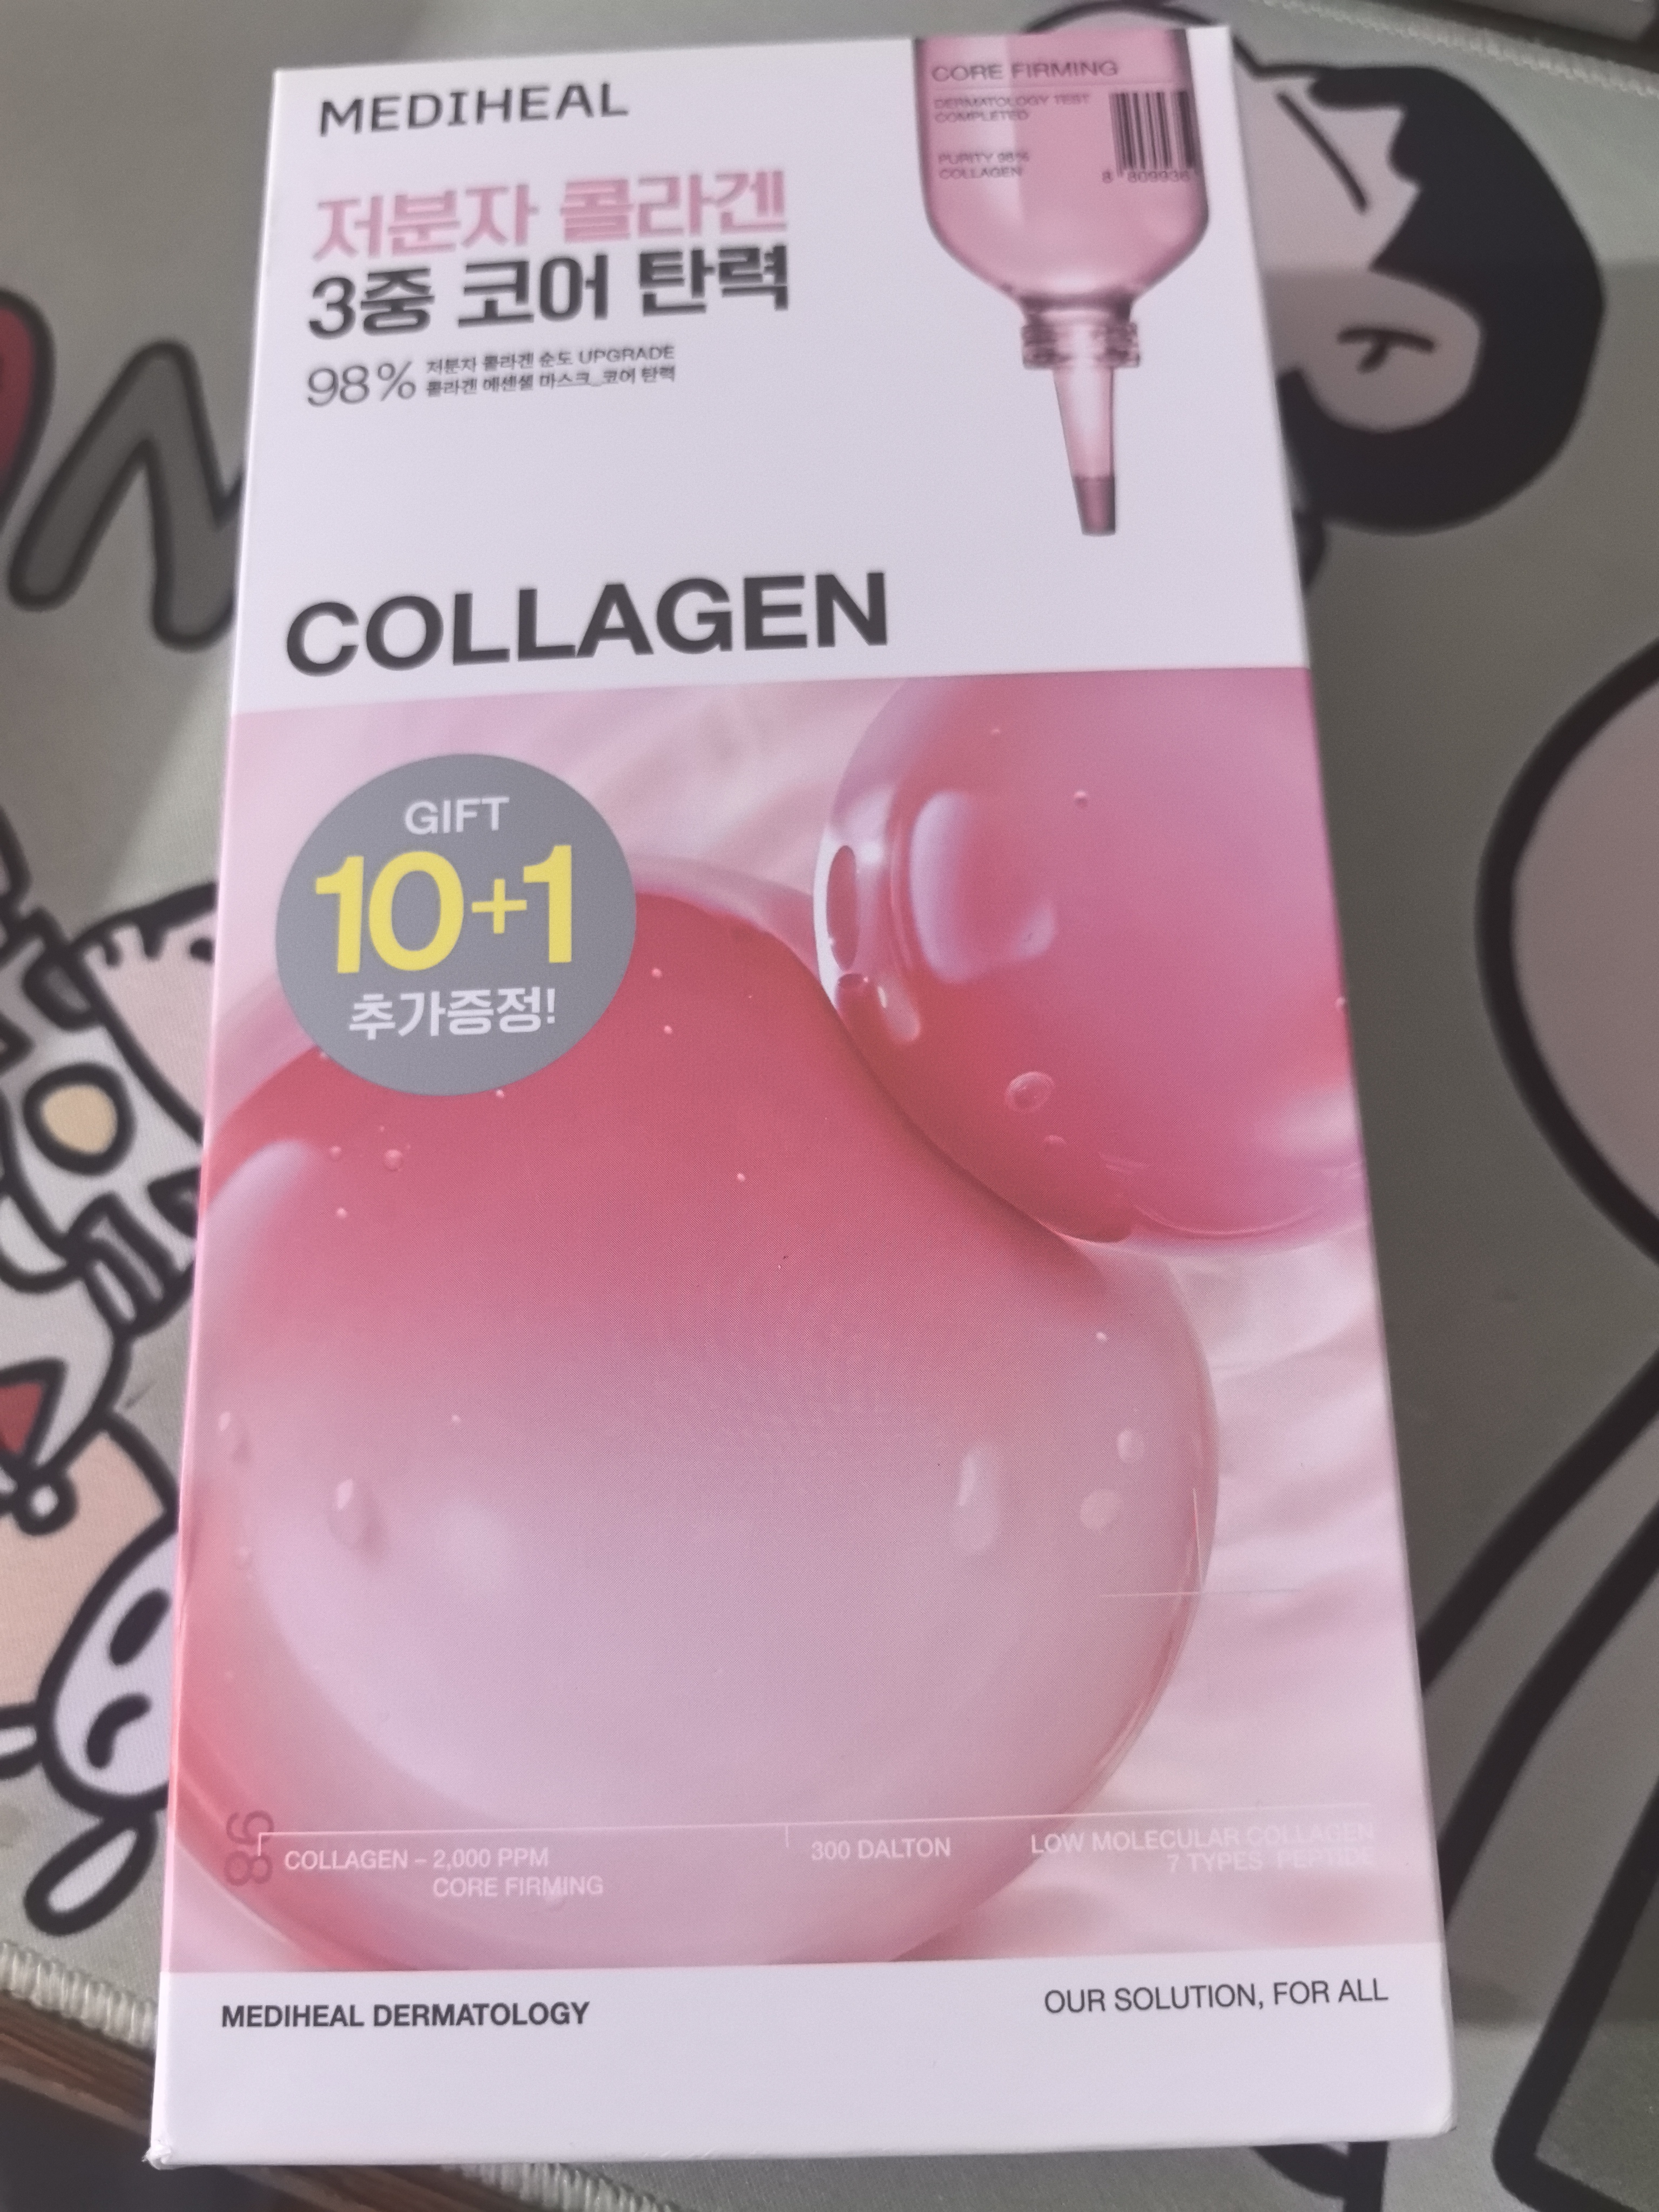 MEDIHEAL
저분자 콜라겐
3중 코어 탄력
98%
저분자 콜라겐 순도 UPGRADE
콜라겐 에센셜 마스크_코어 탄력
CORE FIRMING
DERMATOLOGY TEST
COMPLETED
PURITY 98%
COLLAGEN
8 809936
COLLAGEN
GIFT
10+1
추가증정!
98
COLLAGEN – 2,000 PPM
CORE FIRMING
300 DALTON
LOW MOLECULAR COLLAGEN
7 TYPES PEPTIDE
MEDIHEAL DERMATOLOGY
OUR SOLUTION, FOR ALL